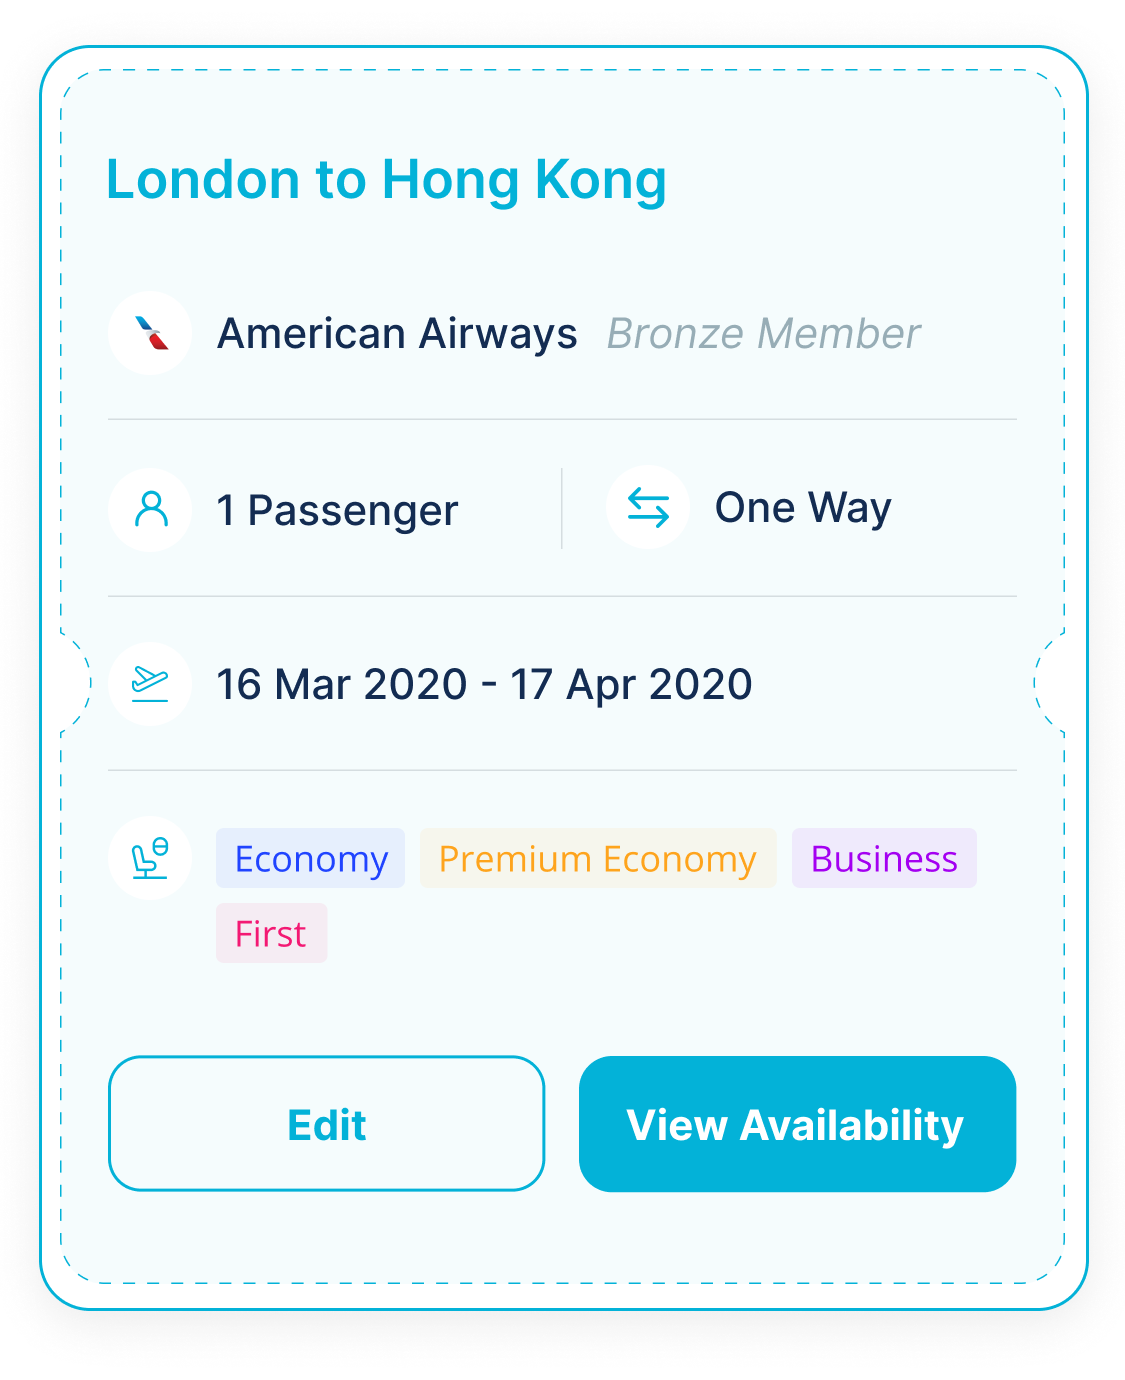 London to Hong Kong
American Airways Bronze Member
1 Passenger One Way
16 Mar 2020 - 17 Apr 2020
Economy Premium Economy Business
First
Edit View Availability